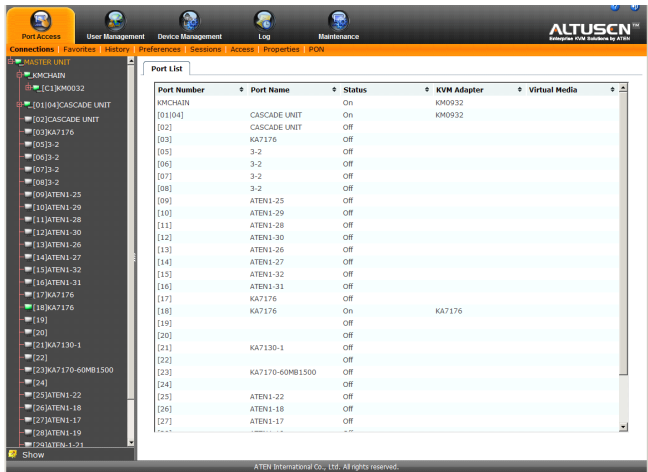 Port Access User Management Device Management Log Maintenance
ALTUSEN™
Enterprise KVM Solutions by ATEN
Connections Favorites History Preferences Sessions Access Properties PON
MASTER UNIT
KMCHAIN
[C1]KM0032
[01|04]CASCADE UNIT
[02]CASCADE UNIT
[03]KA7176
[05]3-2
[06]3-2
[07]3-2
[08]3-2
[09]ATEN1-25
[10]ATEN1-29
[11]ATEN1-28
[12]ATEN1-30
[13]ATEN1-26
[14]ATEN1-27
[15]ATEN1-32
[16]ATEN1-31
[17]KA7176
[18]KA7176
[19]
[20]
[21]KA7130-1
[22]
[23]KA7170-60MB1500
[24]
[25]ATEN1-22
[26]ATEN1-18
[27]ATEN1-17
[28]ATEN1-19
[29]ATEN-1-21
Show
Port List
Port Number Port Name Status KVM Adapter Virtual Media
KMCHAIN On KM0932
[01|04] CASCADE UNIT On KM0932
[02] CASCADE UNIT Off
[03] KA7176 Off
[05] 3-2 Off
[06] 3-2 Off
[07] 3-2 Off
[08] 3-2 Off
[09] ATEN1-25 Off
[10] ATEN1-29 Off
[11] ATEN1-28 Off
[12] ATEN1-30 Off
[13] ATEN1-26 Off
[14] ATEN1-27 Off
[15] ATEN1-32 Off
[16] ATEN1-31 Off
[17] KA7176 Off
[18] KA7176 On KA7176
[19] Off
[20] Off
[21] KA7130-1 Off
[22] Off
[23] KA7170-60MB1500 Off
[24] Off
[25] ATEN1-22 Off
[26] ATEN1-18 Off
[27] ATEN1-17 Off
ATEN International Co., Ltd. All rights reserved.